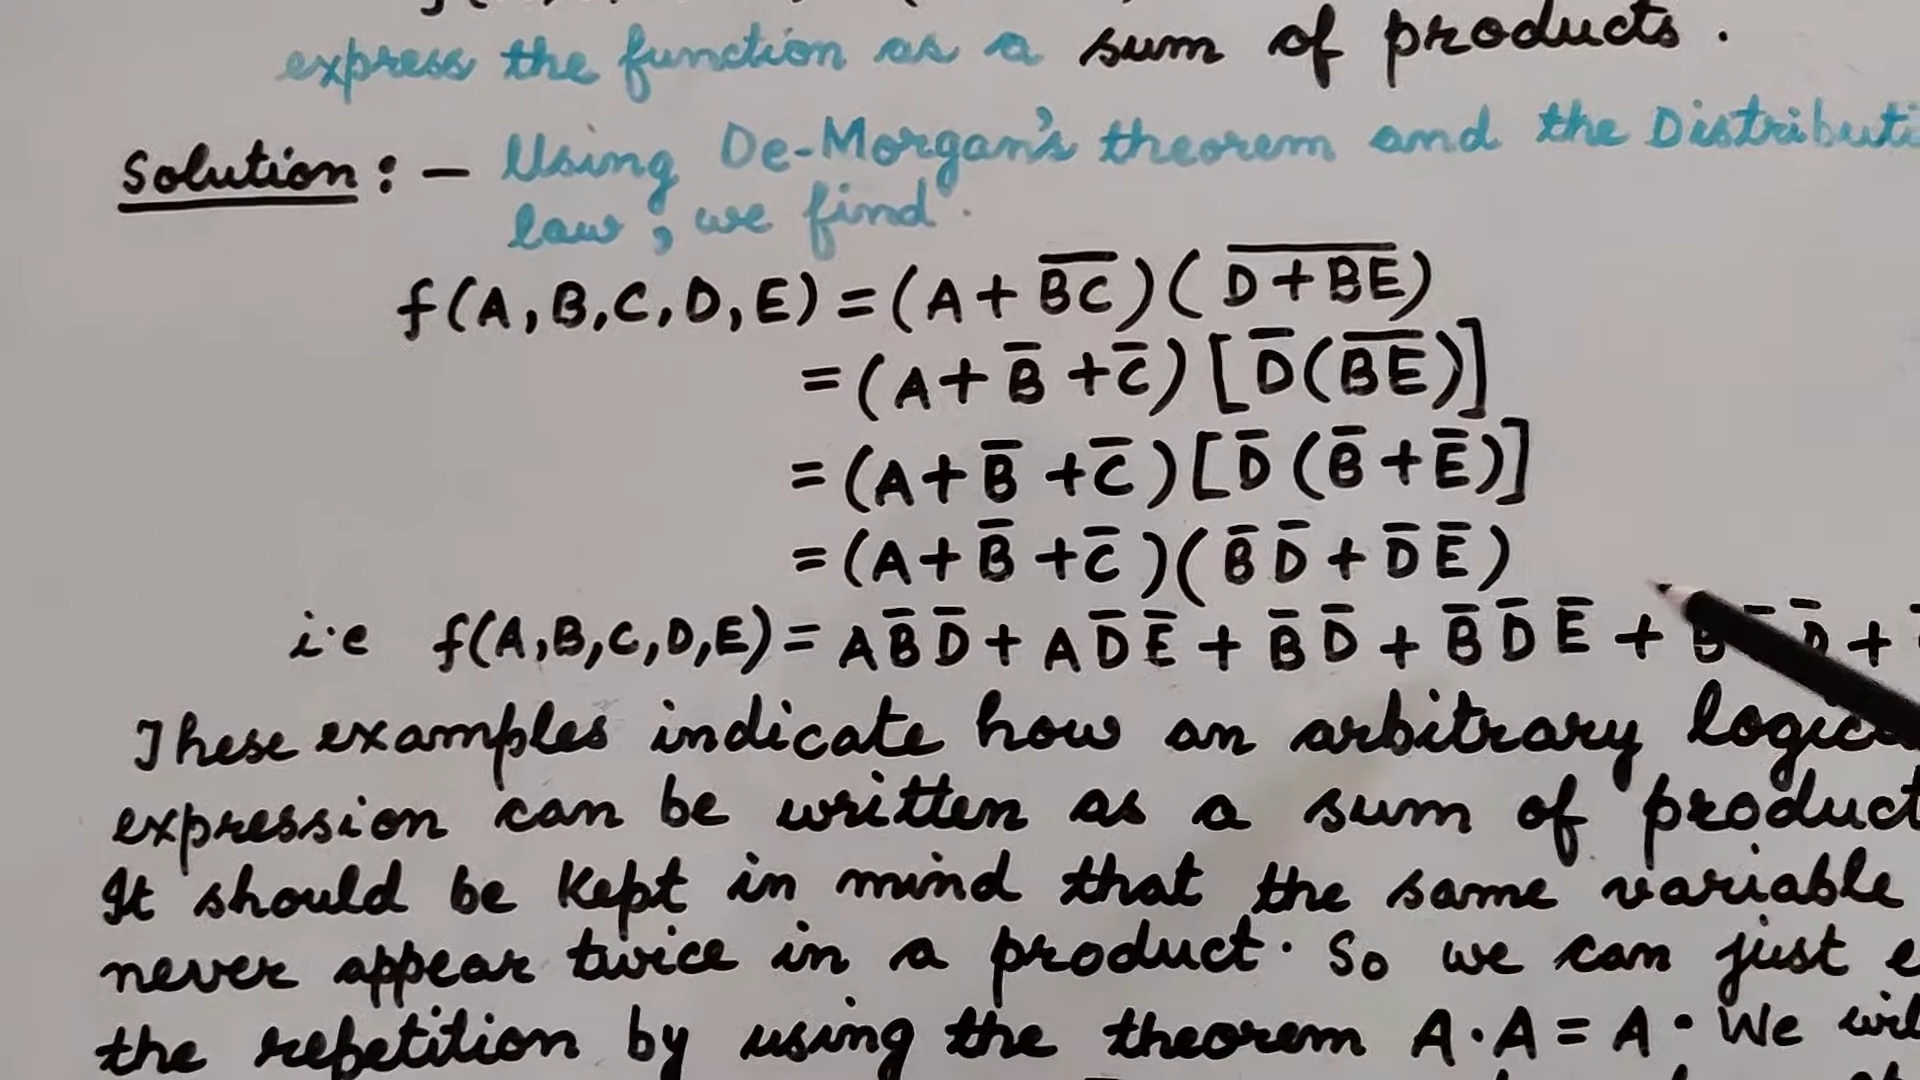 express the function as a sum of products.
Solution:- Using De-Morgan's theorem and the Distributi
law, we find.
f(A,B,C,D,E) = (A + B̅C̅)( D̅ ̅+̅ ̅B̅E̅)
= (A + B̅ + C̅) [D̅(B̅E̅)]
= (A + B̅ + C̅) [D̅ (B̅ + E̅)]
= (A + B̅ + C̅)( B̅ D̅ + D̅ E̅)
i.e f(A,B,C,D,E) = A B̅ D̅ + A D̅ E̅ + B̅ D̅ + B̅ D̅ E̅ +
These examples indicate how an arbitrary logic
expression can be written as a sum of product
It should be kept in mind that the same variable
never appear twice in a product. So we can just e
the repetition by using the theorem A·A = A. We wil